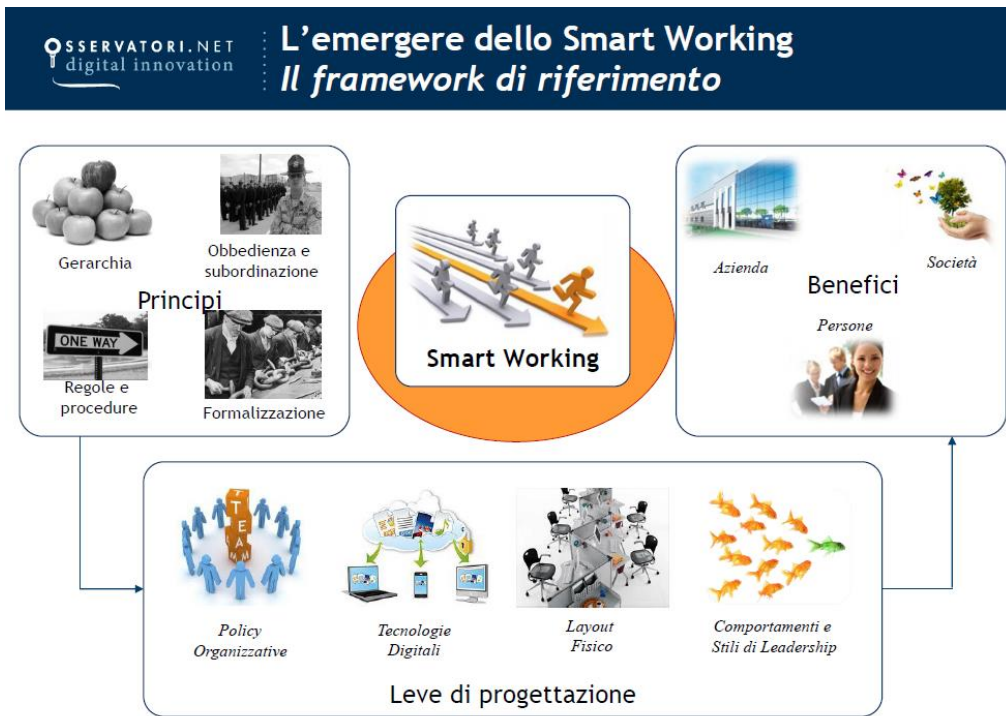 OSSERVATORI.NET
digital innovation
L'emergere dello Smart Working
Il framework di riferimento
Gerarchia
Obbedienza e
subordinazione
Principi
ONE WAY
Regole e
procedure
Formalizzazione
Smart Working
Azienda
Società
Benefici
Persone
TEAM
Policy
Organizzative
Tecnologie
Digitali
Layout
Fisico
Comportamenti e
Stili di Leadership
Leve di progettazione